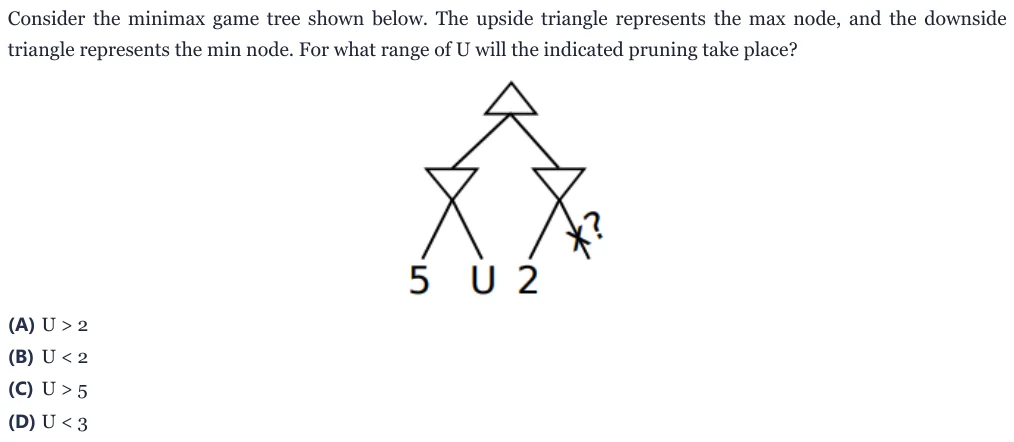 Consider the minimax game tree shown below. The upside triangle represents the max node, and the downside
triangle represents the min node. For what range of U will the indicated pruning take place?
x?
5 U 2
(A) U > 2
(B) U < 2
(C) U > 5
(D) U < 3